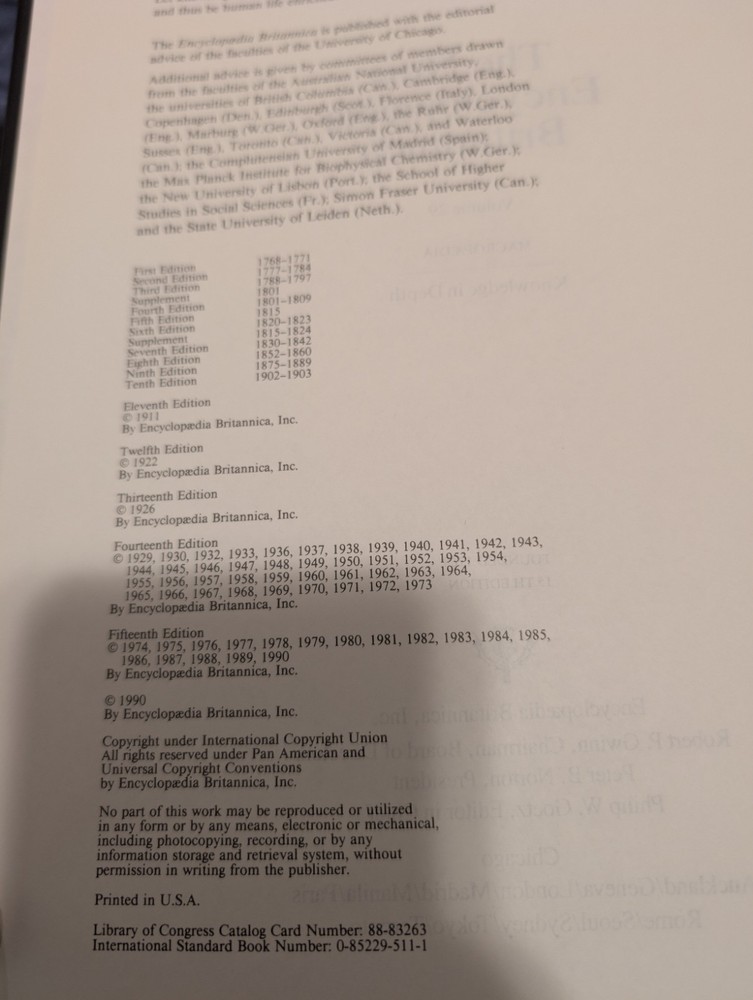 and thus be human life
The Encyclopædia Britannica is published with the editorial
advice of the faculties of the University of Chicago.
Additional advice is given by committees of members drawn
from the faculties of the Australian National University,
the universities of British Columbia (Can.), Cambridge (Eng.),
Copenhagen (Den.), Edinburgh (Scot.), Florence (Italy), London
(Eng.), Marburg (W.Ger.), Oxford (Eng.), the Ruhr (W.Ger.),
Sussex (Eng.), Toronto (Can.), Victoria (Can.), and Waterloo
(Can.); the Complutensian University of Madrid (Spain);
the Max Planck Institute for Biophysical Chemistry (W.Ger.);
the New University of Lisbon (Port.); the School of Higher
Studies in Social Sciences (Fr.); Simon Fraser University (Can.);
and the State University of Leiden (Neth.).
First Edition 1768–1771
Second Edition 1777–1784
Third Edition 1788–1797
Supplement 1801
Fourth Edition 1801–1809
Fifth Edition 1815
Sixth Edition 1820–1823
Supplement 1815–1824
Seventh Edition 1830–1842
Eighth Edition 1852–1860
Ninth Edition 1875–1889
Tenth Edition 1902–1903
Eleventh Edition
© 1911
By Encyclopædia Britannica, Inc.
Twelfth Edition
© 1922
By Encyclopædia Britannica, Inc.
Thirteenth Edition
© 1926
By Encyclopædia Britannica, Inc.
Fourteenth Edition
© 1929, 1930, 1932, 1933, 1936, 1937, 1938, 1939, 1940, 1941, 1942, 1943,
1944, 1945, 1946, 1947, 1948, 1949, 1950, 1951, 1952, 1953, 1954,
1955, 1956, 1957, 1958, 1959, 1960, 1961, 1962, 1963, 1964,
1965, 1966, 1967, 1968, 1969, 1970, 1971, 1972, 1973
By Encyclopædia Britannica, Inc.
Fifteenth Edition
© 1974, 1975, 1976, 1977, 1978, 1979, 1980, 1981, 1982, 1983, 1984, 1985,
1986, 1987, 1988, 1989, 1990
By Encyclopædia Britannica, Inc.
© 1990
By Encyclopædia Britannica, Inc.
Copyright under International Copyright Union
All rights reserved under Pan American and
Universal Copyright Conventions
by Encyclopædia Britannica, Inc.
No part of this work may be reproduced or utilized
in any form or by any means, electronic or mechanical,
including photocopying, recording, or by any
information storage and retrieval system, without
permission in writing from the publisher.
Printed in U.S.A.
Library of Congress Catalog Card Number: 88-83263
International Standard Book Number: 0-85229-511-1